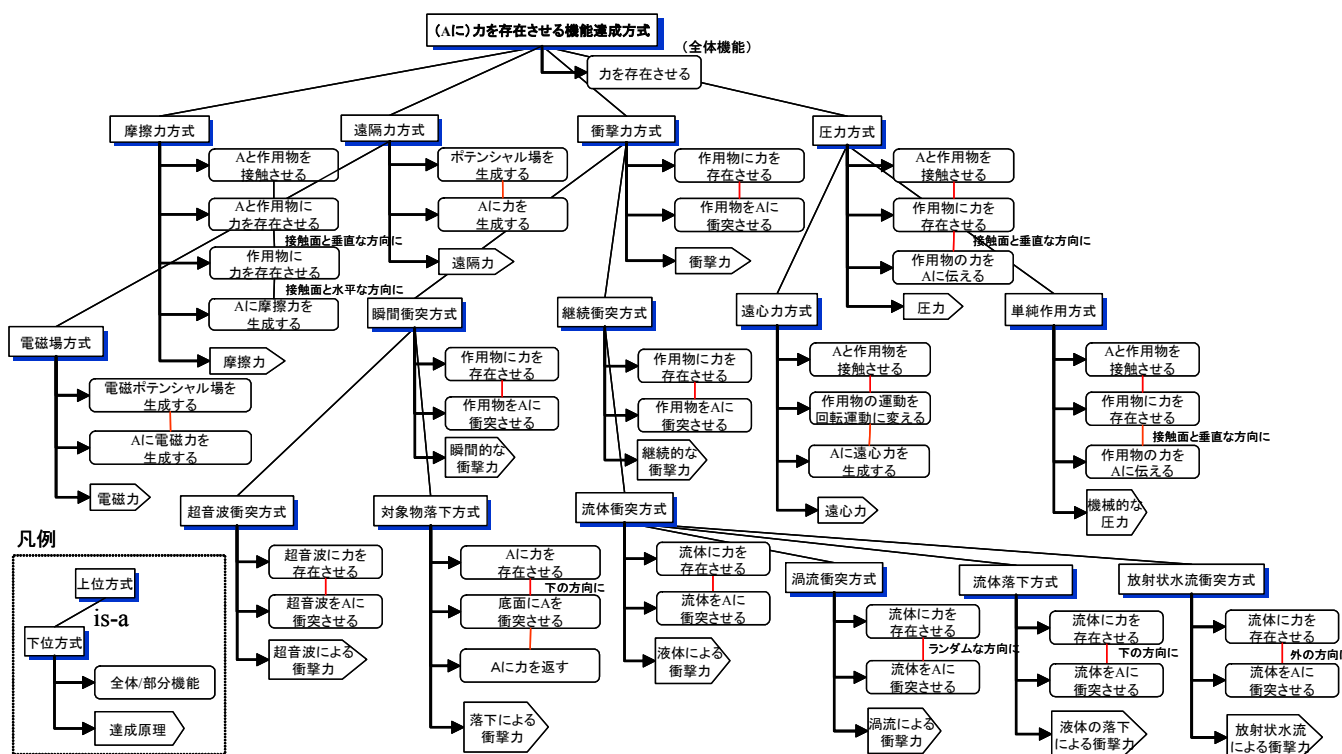 (Aに)力を存在させる機能達成方式
(全体機能)
力を存在させる
摩擦力方式
Aと作用物を
接触させる
Aと作用物に
力を存在させる
接触面と垂直な方向に
作用物に
力を存在させる
接触面と水平な方向に
Aに摩擦力を
生成する
摩擦力
遠隔力方式
ポテンシャル場を
生成する
Aに力を
生成する
遠隔力
衝撃力方式
作用物に力を
存在させる
作用物をAに
衝突させる
衝撃力
圧力方式
Aと作用物を
接触させる
作用物に力を
存在させる
接触面と垂直な方向に
作用物の力を
Aに伝える
圧力
電磁場方式
電磁ポテンシャル場を
生成する
Aに電磁力を
生成する
電磁力
瞬間衝突方式
作用物に力を
存在させる
作用物をAに
衝突させる
瞬間的な
衝撃力
継続衝突方式
作用物に力を
存在させる
作用物をAに
衝突させる
継続的な
衝撃力
遠心力方式
Aと作用物を
接触させる
作用物の運動を
回転運動に変える
Aに遠心力を
生成する
遠心力
単純作用方式
Aと作用物を
接触させる
作用物に力を
存在させる
接触面と垂直な方向に
作用物の力を
Aに伝える
機械的な
圧力
超音波衝突方式
超音波に力を
存在させる
超音波をAに
衝突させる
超音波による
衝撃力
対象物落下方式
Aに力を
存在させる
下の方向に
底面にAを
衝突させる
Aに力を返す
落下による
衝撃力
流体衝突方式
流体に力を
存在させる
流体をAに
衝突させる
液体による
衝撃力
渦流衝突方式
流体に力を
存在させる
ランダムな方向に
流体をAに
衝突させる
渦流による
衝撃力
流体落下方式
流体に力を
存在させる
下の方向に
流体をAに
衝突させる
液体の落下
による衝撃力
放射状水流衝突方式
流体に力を
存在させる
外の方向に
流体をAに
衝突させる
放射状水流
による衝撃力
凡例
上位方式
is-a
下位方式
全体/部分機能
達成原理